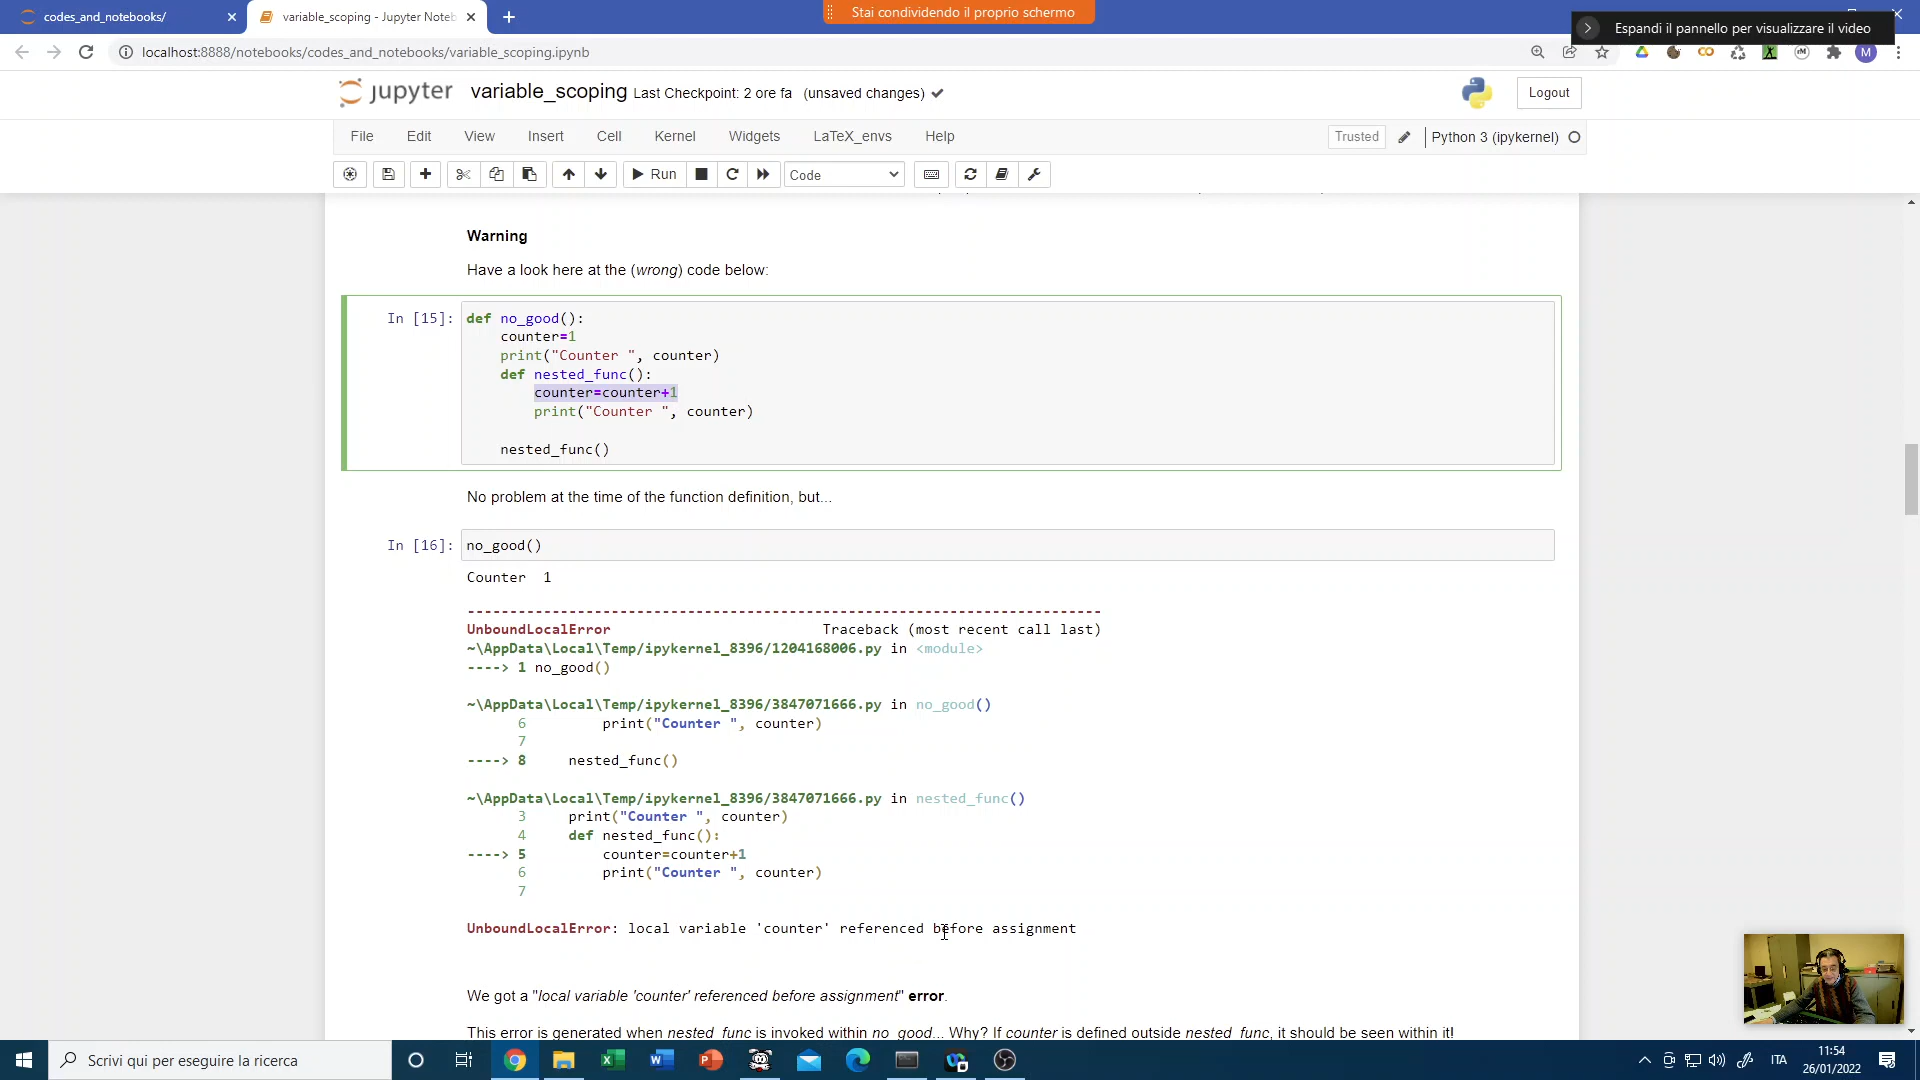 codes_and_notebooks/
variable_scoping - Jupyter Noteb
Stai condividendo il proprio schermo
Espandi il pannello per visualizzare il video
localhost:8888/notebooks/codes_and_notebooks/variable_scoping.ipynb
M
jupyter
variable_scoping Last Checkpoint: 2 ore fa (unsaved changes)
Logout
File Edit View Insert Cell Kernel Widgets LaTeX_envs Help
Trusted
Python 3 (ipykernel)
Run
Code
Warning
Have a look here at the (wrong) code below:
In [15]: def no_good():
    counter=1
    print("Counter ", counter)
    def nested_func():
        counter=counter+1
        print("Counter ", counter)
    nested_func()
No problem at the time of the function definition, but...
In [16]: no_good()
Counter  1
---------------------------------------------------------------------------
UnboundLocalError                         Traceback (most recent call last)
~\AppData\Local\Temp/ipykernel_8396/1204168006.py in <module>
----> 1 no_good()
~\AppData\Local\Temp/ipykernel_8396/3847071666.py in no_good()
      6         print("Counter ", counter)
      7
----> 8     nested_func()
~\AppData\Local\Temp/ipykernel_8396/3847071666.py in nested_func()
      3     print("Counter ", counter)
      4     def nested_func():
----> 5         counter=counter+1
      6         print("Counter ", counter)
      7
UnboundLocalError: local variable 'counter' referenced before assignment
We got a "local variable 'counter' referenced before assignment" error.
This error is generated when nested_func is invoked within no_good... Why? If counter is defined outside nested_func, it should be seen within it!
Scrivi qui per eseguire la ricerca
ITA
11:54
26/01/2022